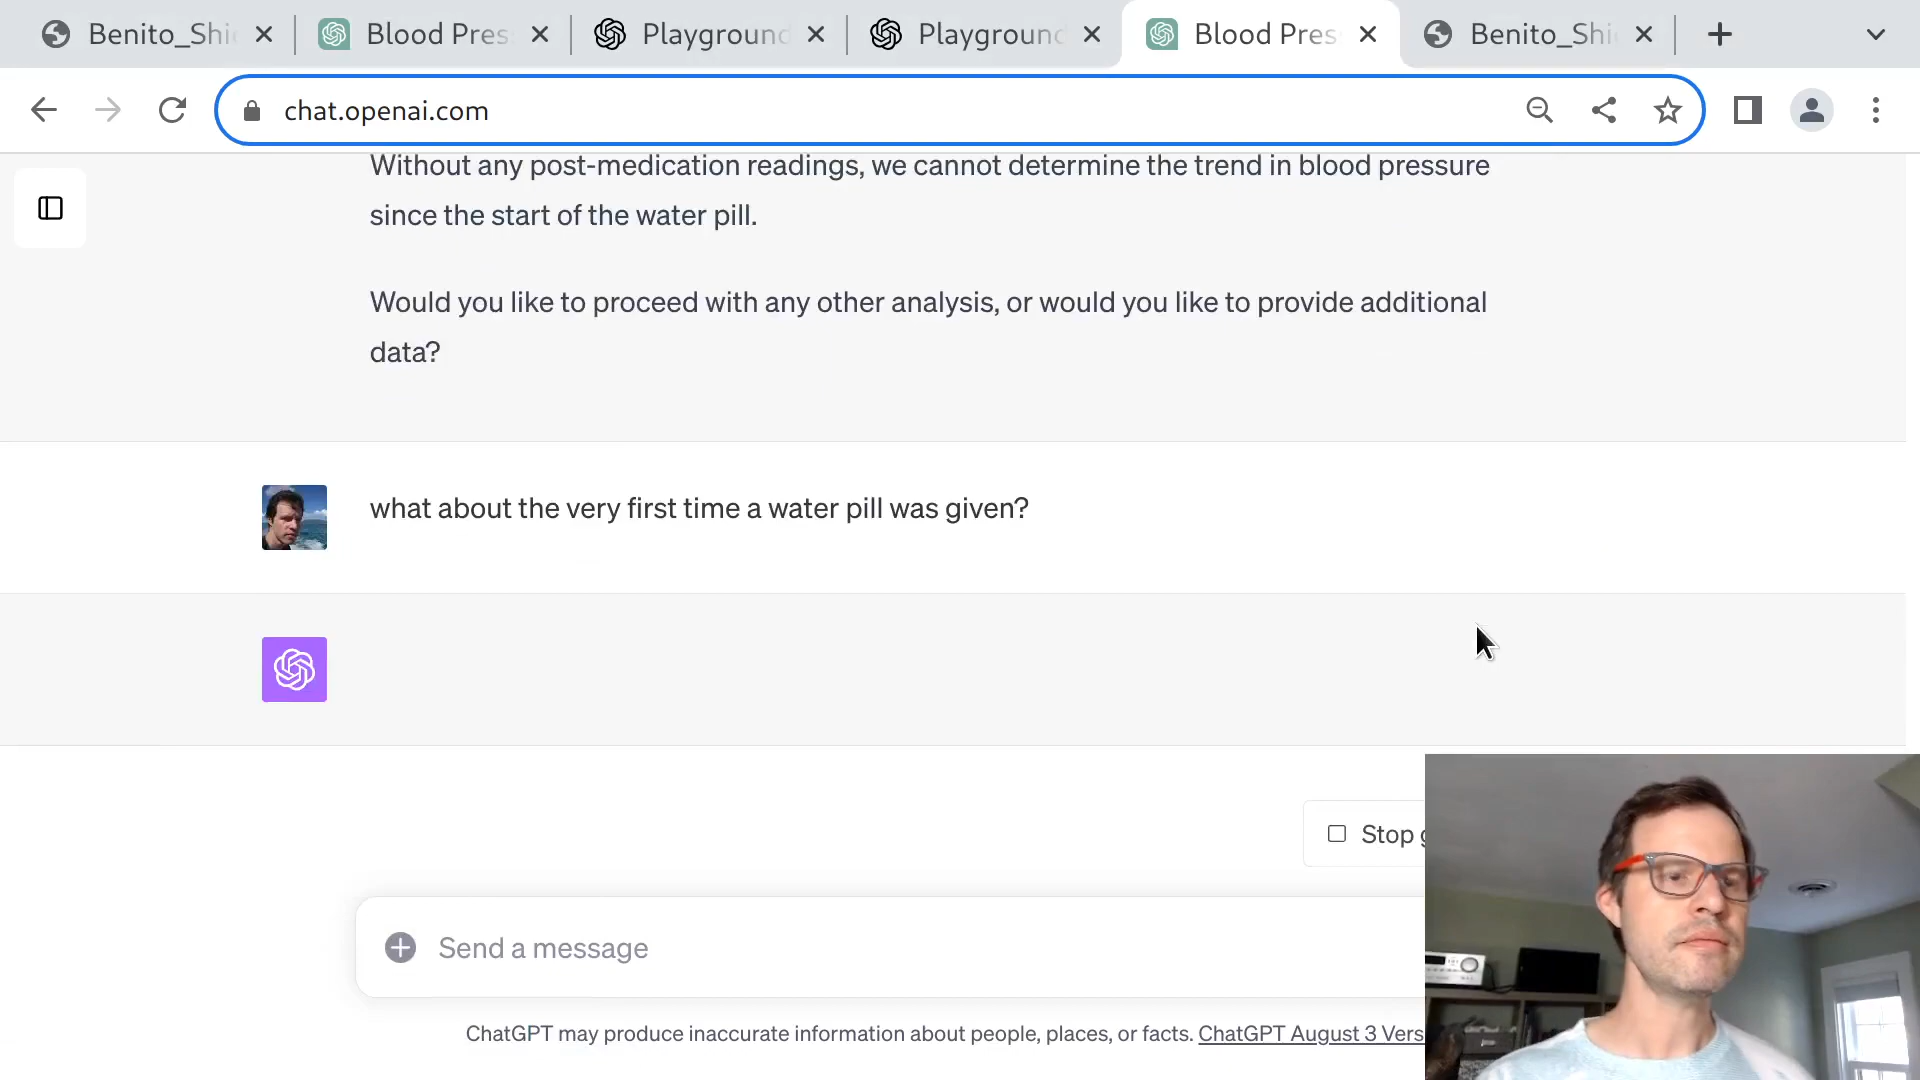 Benito_Shi
Blood Pres
Playground
Playground
Blood Pres
Benito_Shi
chat.openai.com
Without any post-medication readings, we cannot determine the trend in blood pressure
since the start of the water pill.
Would you like to proceed with any other analysis, or would you like to provide additional
data?
what about the very first time a water pill was given?
Stop g
Send a message
ChatGPT may produce inaccurate information about people, places, or facts. ChatGPT August 3 Vers